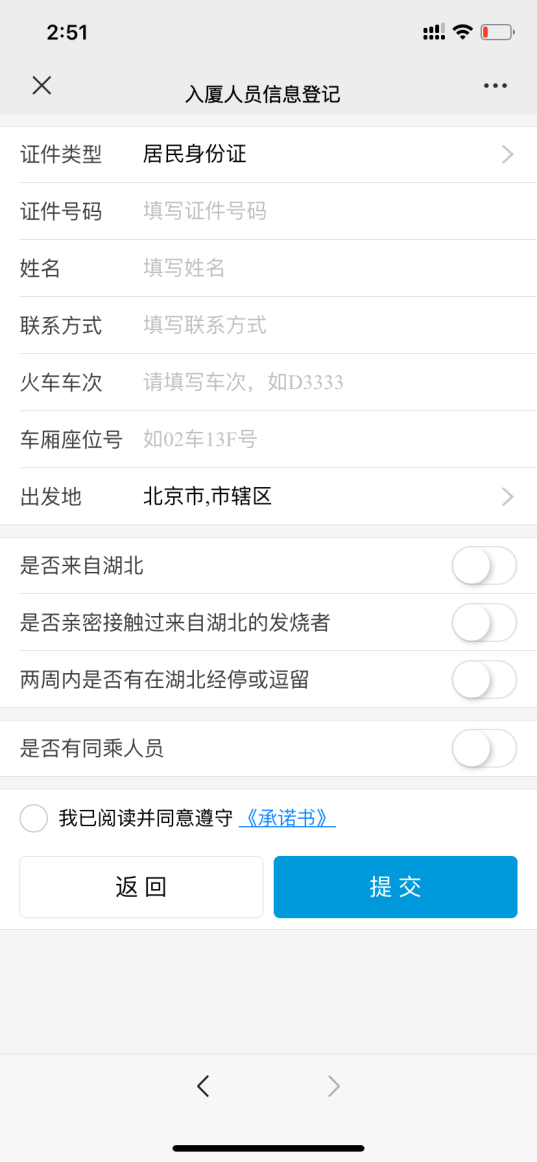 2:51
入厦人员信息登记
证件类型 居民身份证
证件号码 填写证件号码
姓名 填写姓名
联系方式 填写联系方式
火车车次 请填写车次，如D3333
车厢座位号 如02车13F号
出发地 北京市,市辖区
是否来自湖北
是否亲密接触过来自湖北的发烧者
两周内是否有在湖北经停或逗留
是否有同乘人员
我已阅读并同意遵守《承诺书》
返 回 提 交